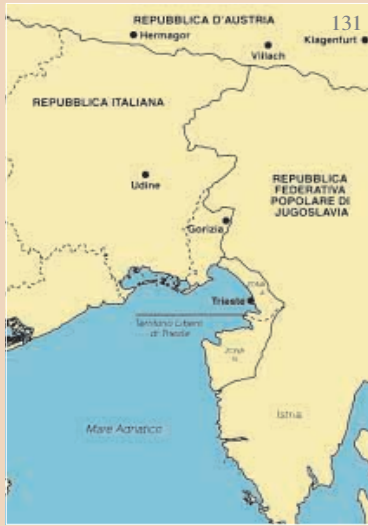 REPUBBLICA D'AUSTRIA
131
Hermagor
Klagenfurt
Villach
REPUBBLICA ITALIANA
REPUBBLICA
FEDERATIVA
POPOLARE DI
JUGOSLAVIA
Udine
Gorizia
ZONA
A
Trieste
Territorio Libero
di Trieste
ZONA
B
Istria
Mare Adriatico